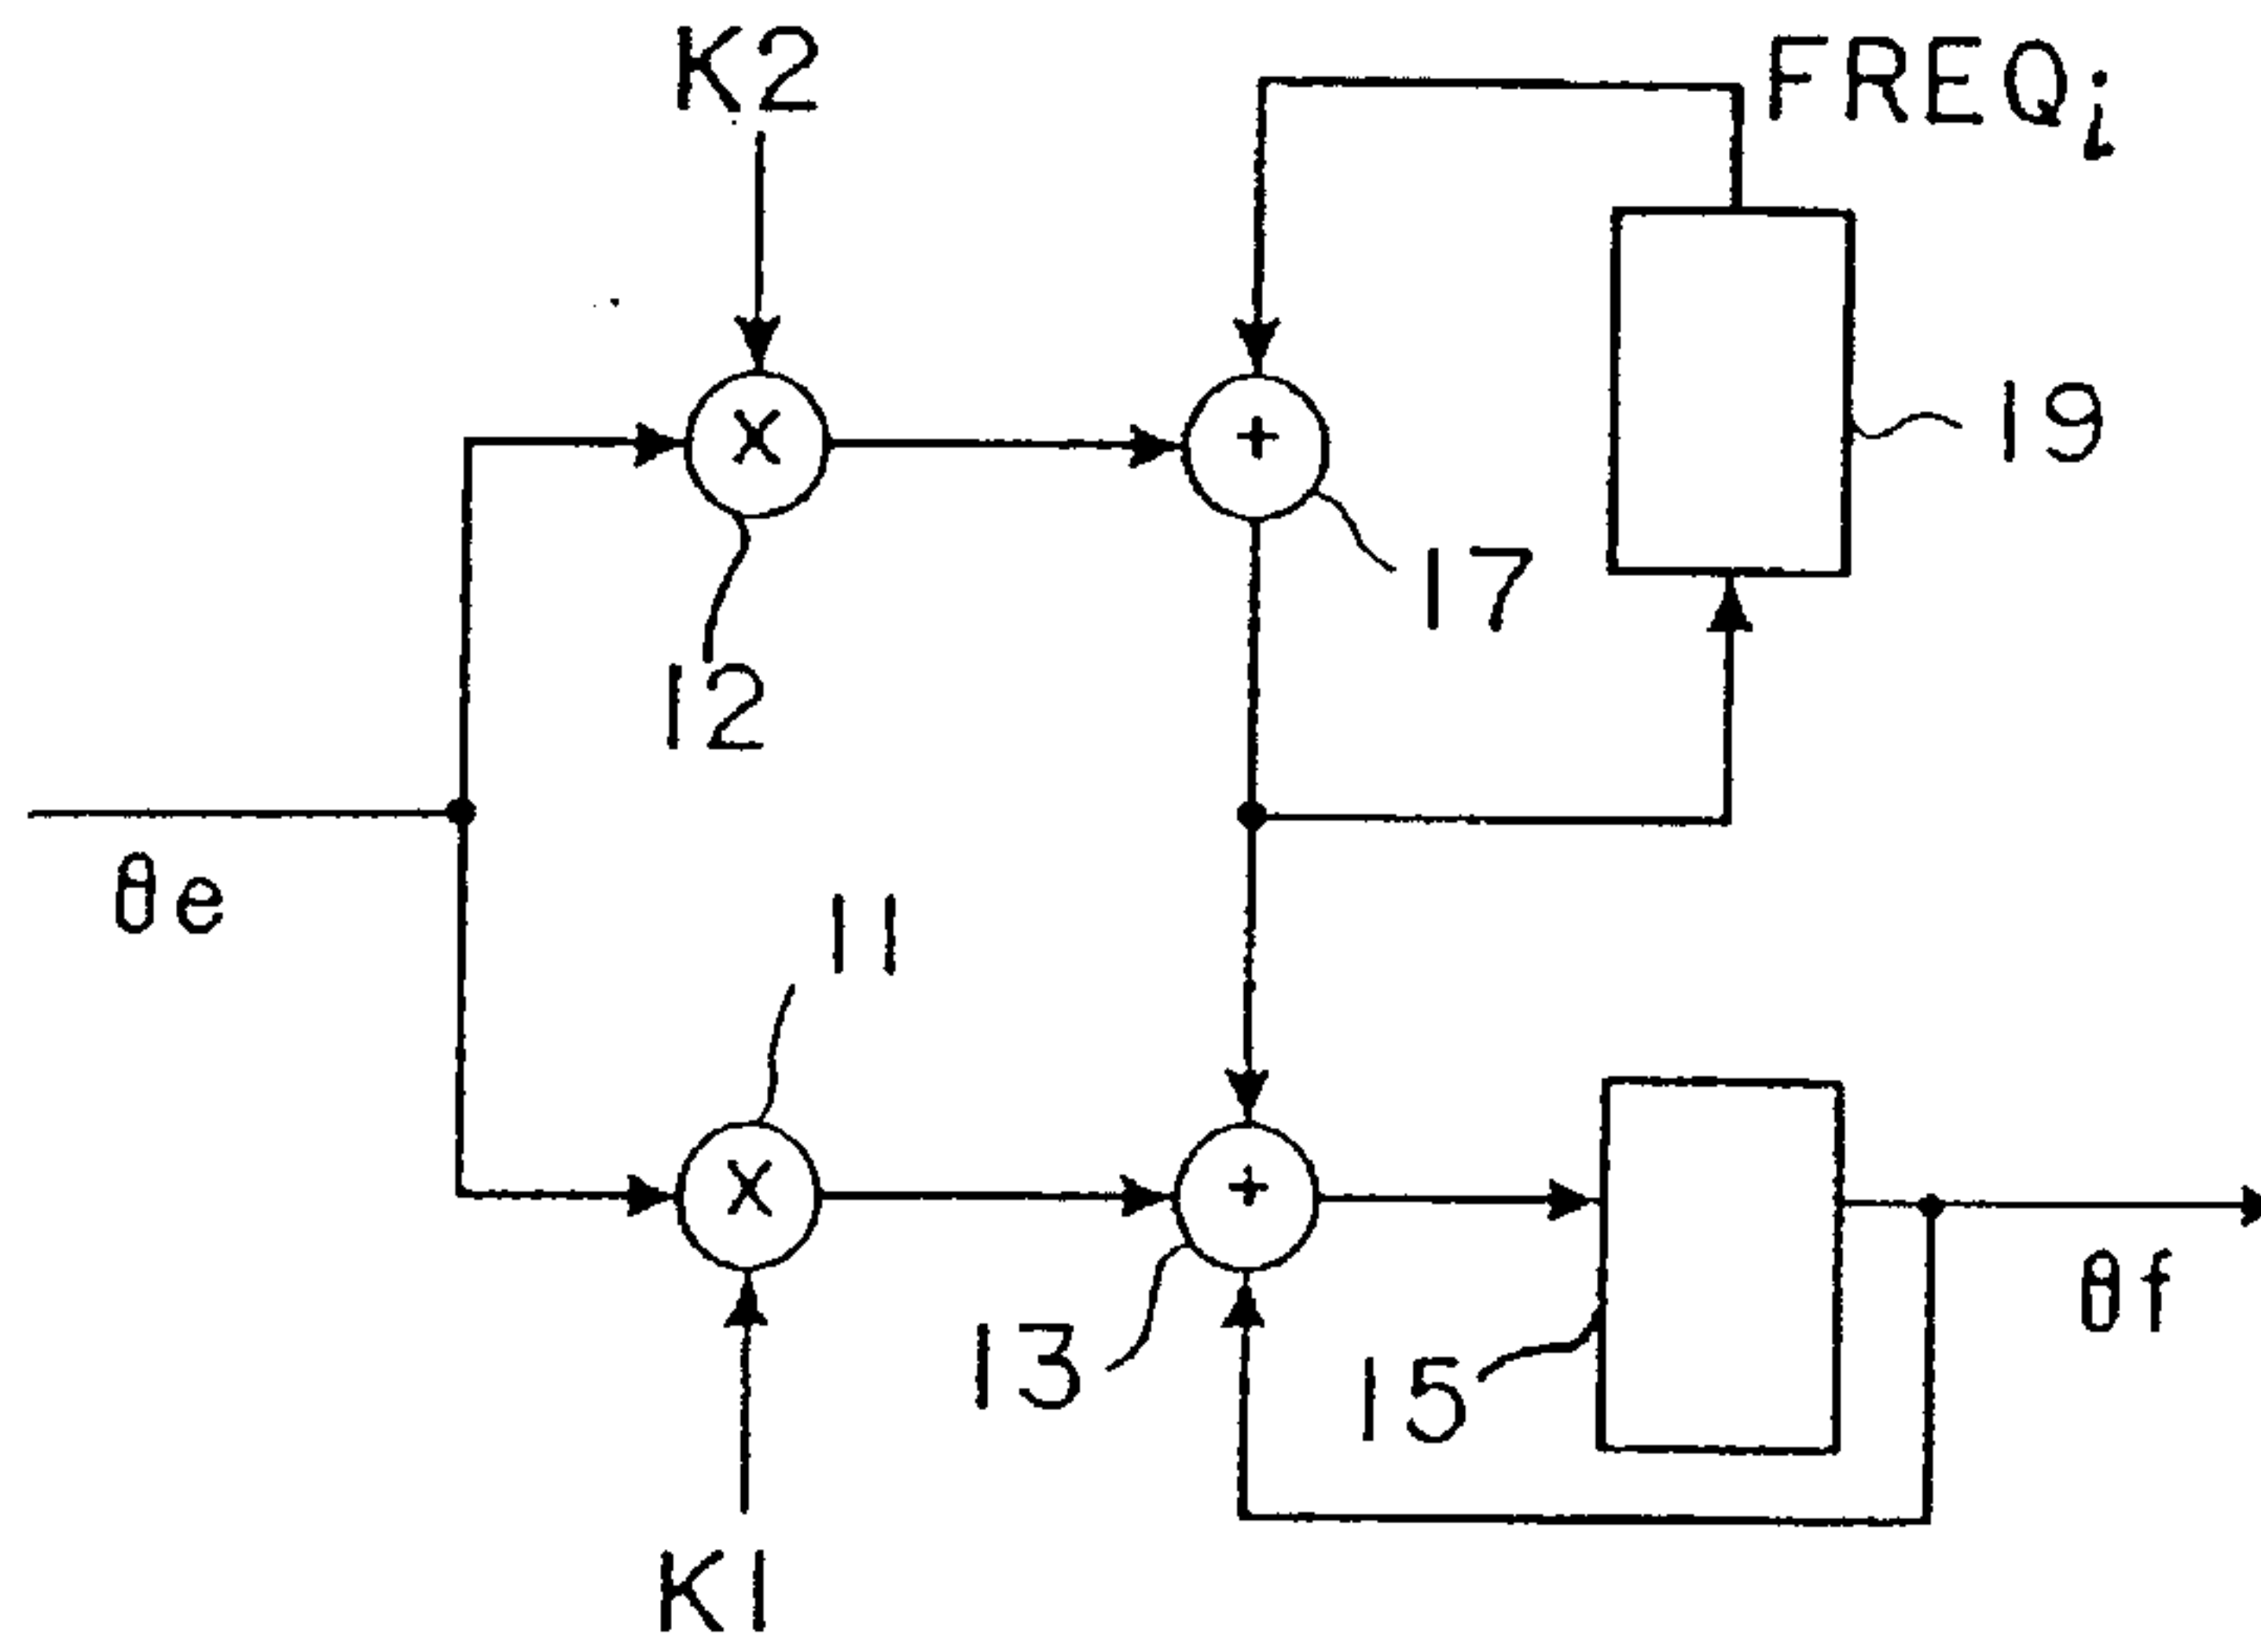 K2
FREQi
×
+
19
17
12
θe
11
×
+
13
15
θf
K1